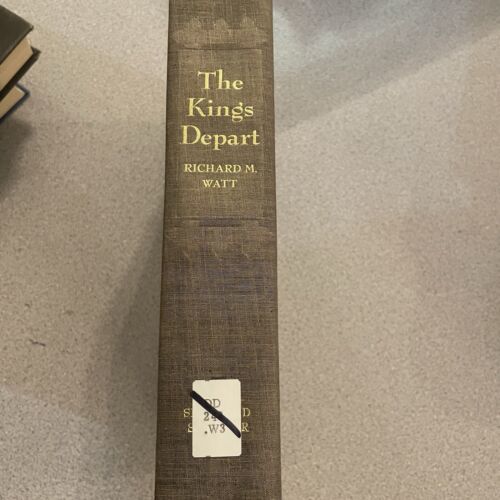 The
Kings
Depart
RICHARD M.
WATT
DD
.W3